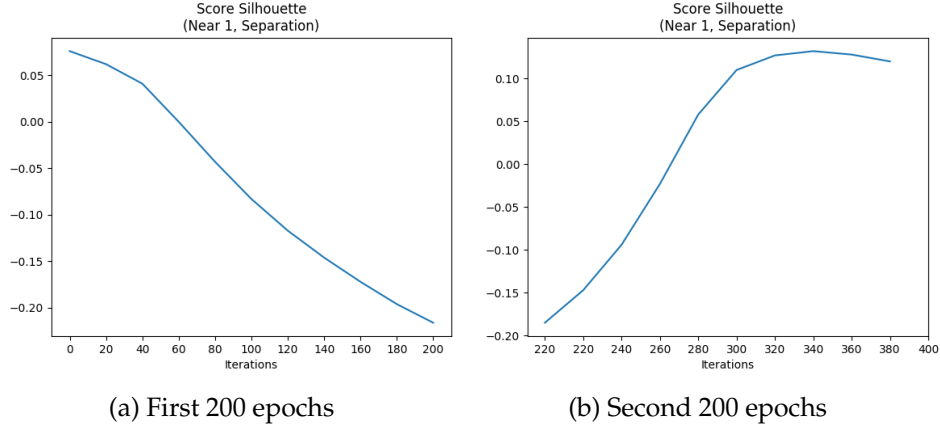 Score Silhouette
(Near 1, Separation)
0.05
0.00
-0.05
-0.10
-0.15
-0.20
0 20 40 60 80 100 120 140 160 180 200
Iterations
(a) First 200 epochs
Score Silhouette
(Near 1, Separation)
0.10
0.05
0.00
-0.05
-0.10
-0.15
-0.20
220 220 240 260 280 300 320 340 360 380 400
Iterations
(b) Second 200 epochs